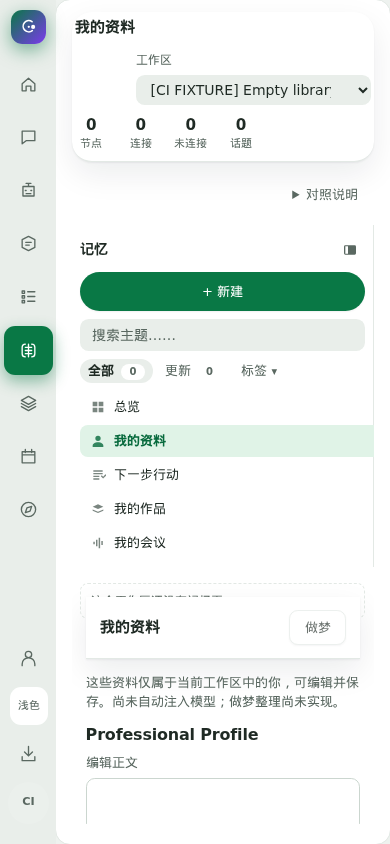 我的资料
工作区
[CI FIXTURE] Empty library
0 0 0 0
节点 连接 未连接 话题
▶ 对照说明
记忆
+ 新建
搜索主题……
全部 0 更新 0 标签 ▾
总览
我的资料
下一步行动
我的作品
我的会议
我的资料
做梦
这些资料仅属于当前工作区中的你，可编辑并保
存。尚未自动注入模型；做梦整理尚未实现。
Professional Profile
编辑正文
浅色
CI